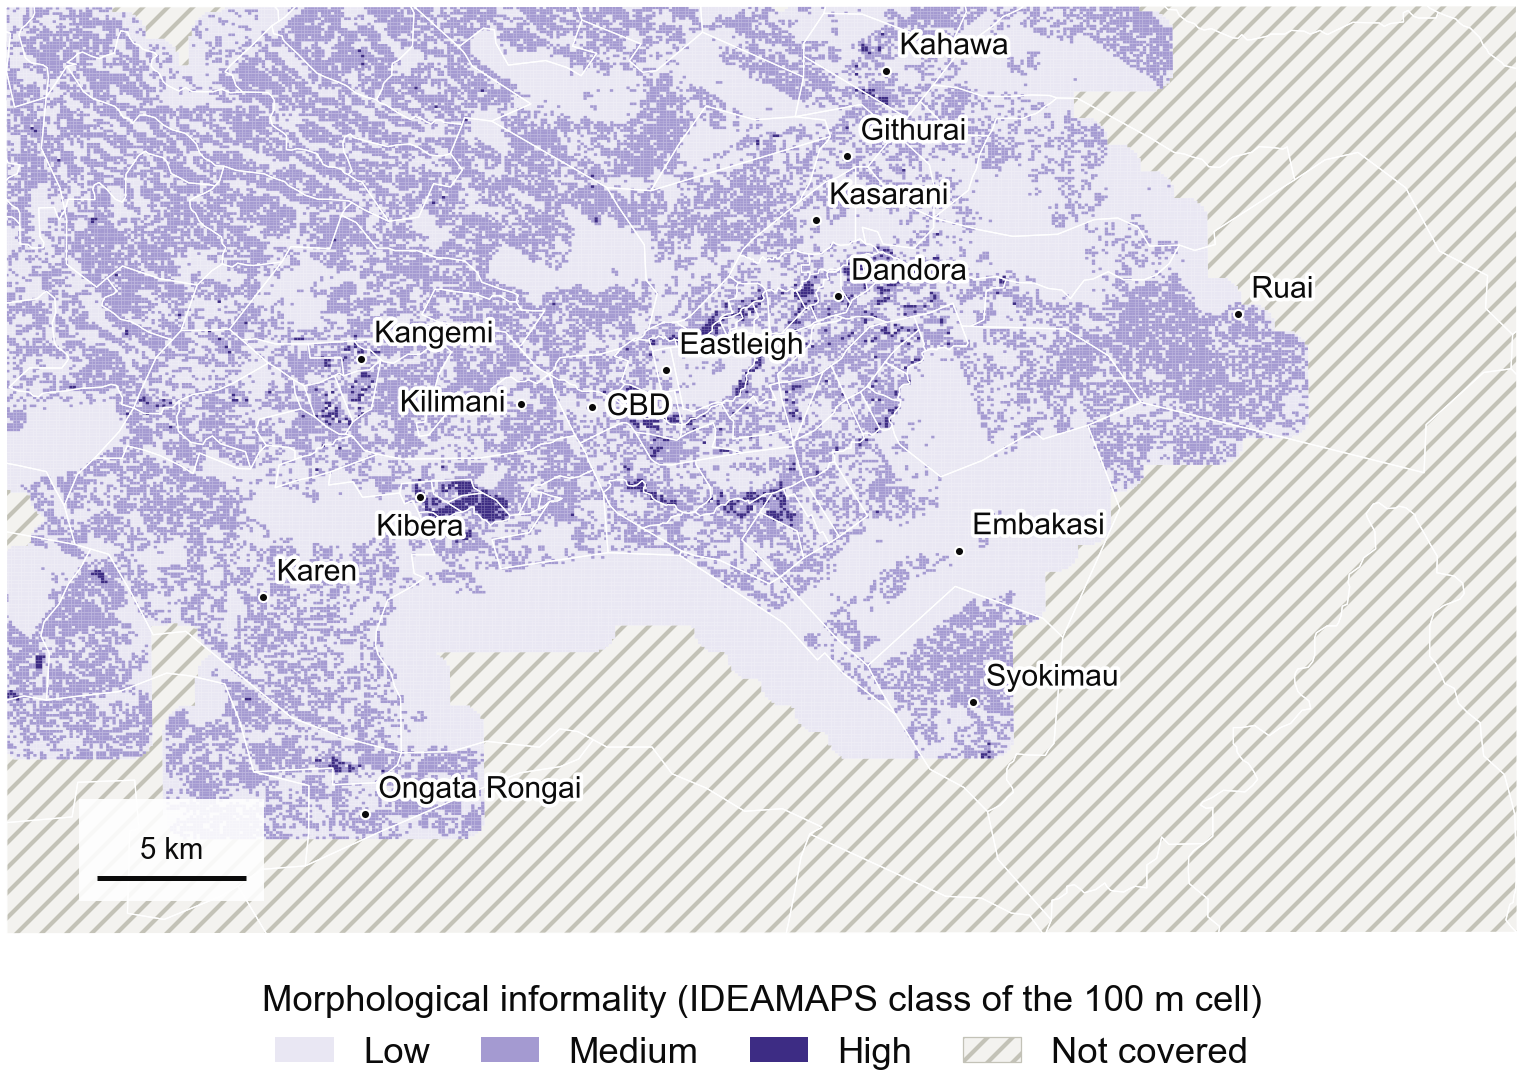 Kahawa
Githurai
Kasarani
Dandora
Ruai
Kangemi
Eastleigh
Kilimani
CBD
Kibera
Embakasi
Karen
Syokimau
Ongata Rongai
5 km
Morphological informality (IDEAMAPS class of the 100 m cell)
Low Medium High Not covered